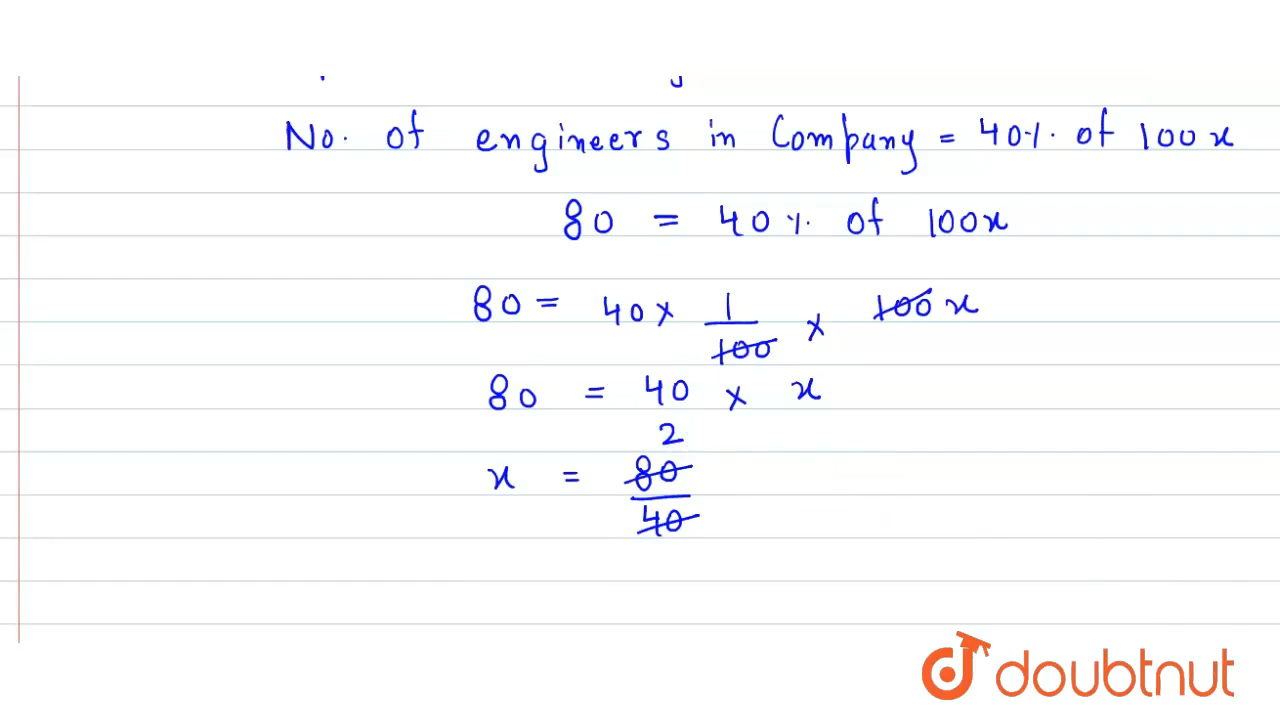 No. of engineers in Company = 40% of 100x
80 = 40% of 100x
80 = 40 × 1/100 × 100x
80 = 40 × x
2
x = 80/40
doubtnut